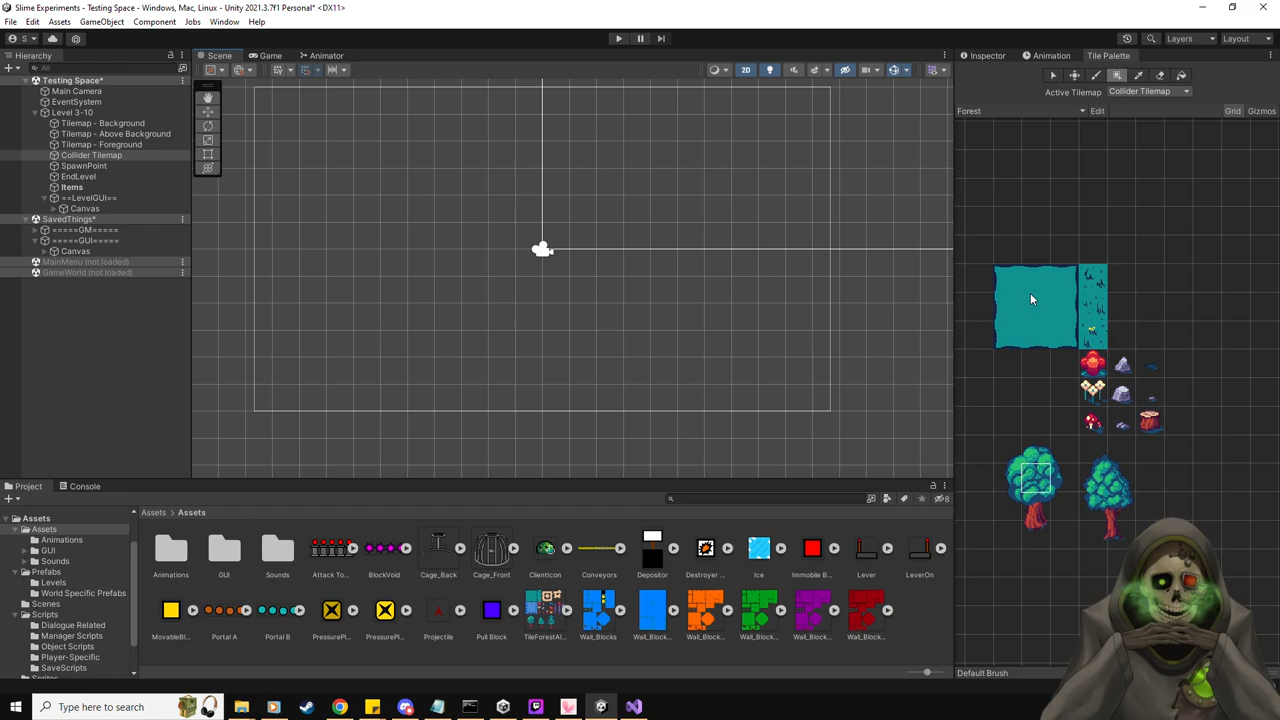 Slime Experiments - Testing Space - Windows, Mac, Linux - Unity 2021.3.7f1 Personal* <DX11>
File Edit Assets GameObject Component Jobs Window Help
S
Layers Layout
Hierarchy
Scene Game Animator
Inspector Animation Tile Palette
All
2D
Testing Space*
Main Camera
EventSystem
Level 3-10
Tilemap - Background
Tilemap - Above Background
Tilemap - Foreground
Collider Tilemap
SpawnPoint
EndLevel
Items
==LevelGUI==
Canvas
SavedThings*
=====GM=====
=====GUI=====
Canvas
MainMenu (not loaded)
GameWorld (not loaded)
Active Tilemap Collider Tilemap
Forest Edit Grid Gizmos
Project Console
8
Assets > Assets
Assets
Assets
Animations
GUI
Sounds
Prefabs
Levels
World Specific Prefabs
Scenes
Scripts
Dialogue Related
Manager Scripts
Object Scripts
Player-Specific
SaveScripts
Animations GUI Sounds Attack To... BlockVoid Cage_Back Cage_Front ClientIcon Conveyors Depositor Destroyer ... Ice Immobile B... Lever LeverOn
MovableBl... Portal A Portal B PressurePl... PressurePl... Projectile Pull Block TileForestAl... Wall_Blocks Wall_Block... Wall_Block... Wall_Block... Wall_Block... Wall_Block...
Default Brush
Type here to search